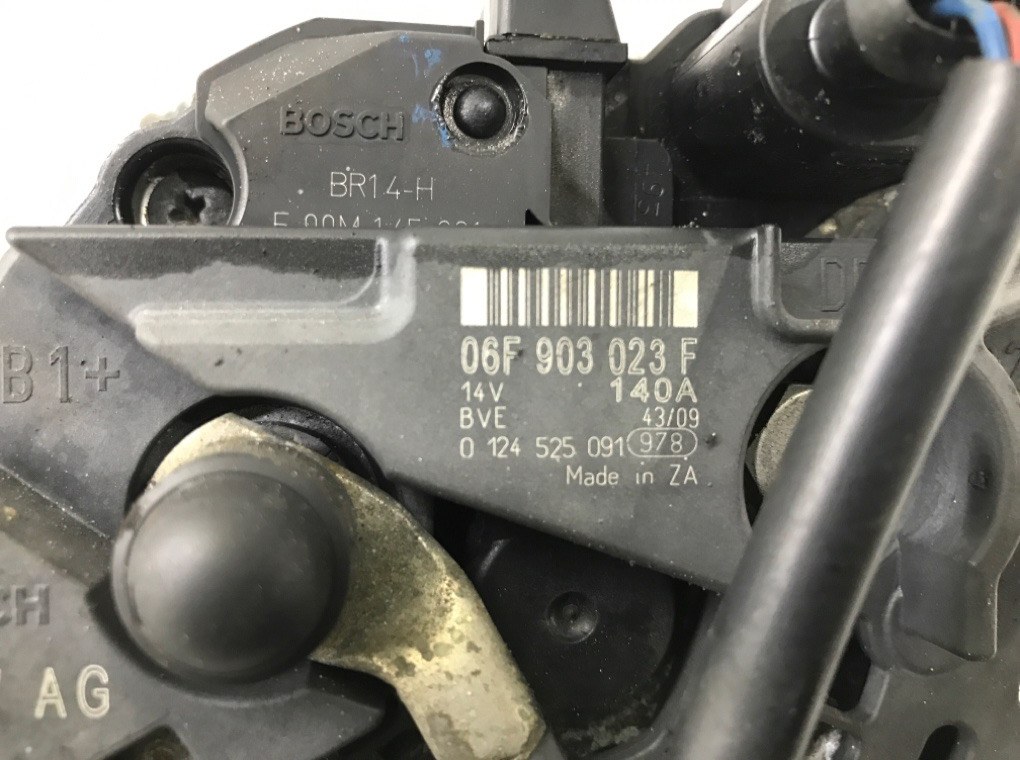 BOSCH
BR14-H
06F 903 023 F
14V 140A
BVE 43/09
0 124 525 091 978
Made in ZA
B1+
AG